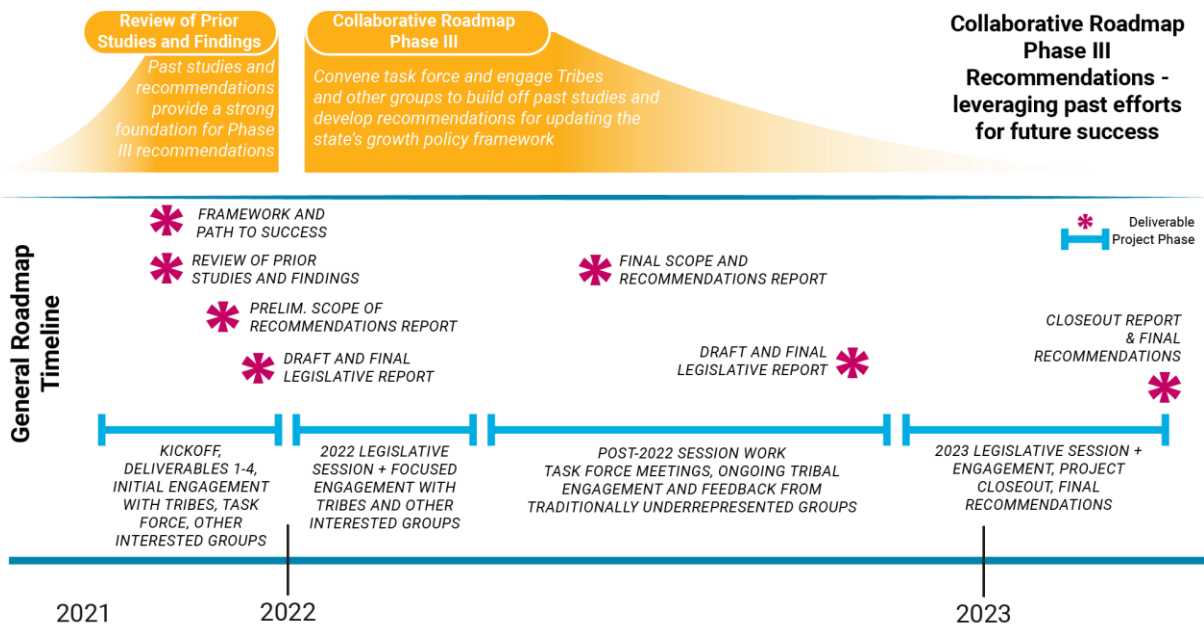 Review of Prior
Studies and Findings
Past studies and
recommendations
provide a strong
foundation for Phase
III recommendations
Collaborative Roadmap
Phase III
Convene task force and engage Tribes
and other groups to build off past studies and
develop recommendations for updating the
state's growth policy framework
Collaborative Roadmap
Phase III
Recommendations -
leveraging past efforts
for future success
General Roadmap
Timeline
FRAMEWORK AND
PATH TO SUCCESS
REVIEW OF PRIOR
STUDIES AND FINDINGS
PRELIM. SCOPE OF
RECOMMENDATIONS REPORT
DRAFT AND FINAL
LEGISLATIVE REPORT
FINAL SCOPE AND
RECOMMENDATIONS REPORT
DRAFT AND FINAL
LEGISLATIVE REPORT
Deliverable
Project Phase
CLOSEOUT REPORT
& FINAL
RECOMMENDATIONS
KICKOFF,
DELIVERABLES 1-4,
INITIAL ENGAGEMENT
WITH TRIBES, TASK
FORCE, OTHER
INTERESTED GROUPS
2022 LEGISLATIVE
SESSION + FOCUSED
ENGAGEMENT WITH
TRIBES AND OTHER
INTERESTED GROUPS
POST-2022 SESSION WORK
TASK FORCE MEETINGS, ONGOING TRIBAL
ENGAGEMENT AND FEEDBACK FROM
TRADITIONALLY UNDERREPRESENTED GROUPS
2023 LEGISLATIVE SESSION +
ENGAGEMENT, PROJECT
CLOSEOUT, FINAL
RECOMMENDATIONS
2021
2022
2023